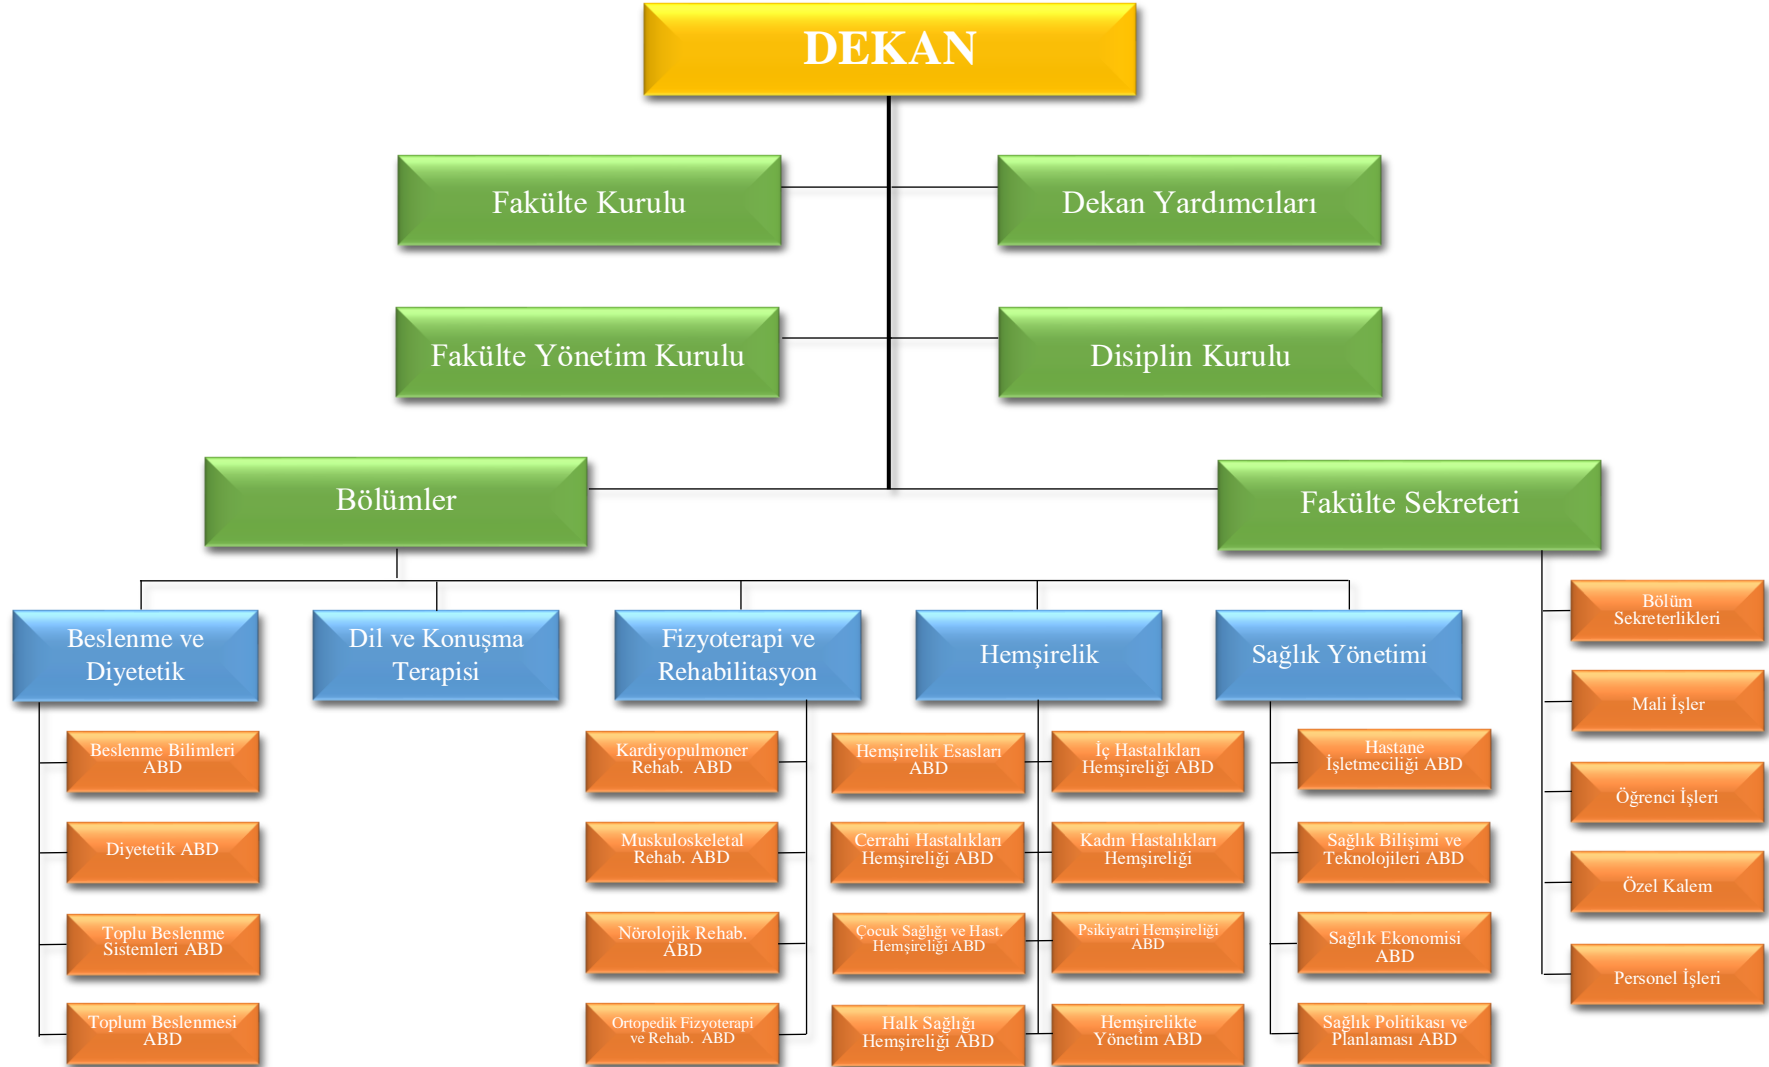 DEKAN
Fakülte Kurulu
Dekan Yardımcıları
Fakülte Yönetim Kurulu
Disiplin Kurulu
Bölümler
Fakülte Sekreteri
Beslenme ve
Diyetetik
Dil ve Konuşma
Terapisi
Fizyoterapi ve
Rehabilitasyon
Hemşirelik
Sağlık Yönetimi
Beslenme Bilimleri
ABD
Diyetetik ABD
Toplu Beslenme
Sistemleri ABD
Toplum Beslenmesi
ABD
Kardiyopulmoner
Rehab. ABD
Muskuloskeletal
Rehab. ABD
Nörolojik Rehab.
ABD
Ortopedik Fizyoterapi
ve Rehab. ABD
Hemşirelik Esasları
ABD
Cerrahi Hastalıkları
Hemşireliği ABD
Çocuk Sağlığı ve Hast.
Hemşireliği ABD
Halk Sağlığı
Hemşireliği ABD
İç Hastalıkları
Hemşireliği ABD
Kadın Hastalıkları
Hemşireliği
Psikiyatri Hemşireliği
ABD
Hemşirelikte
Yönetim ABD
Hastane
İşletmeciliği ABD
Sağlık Bilişimi ve
Teknolojileri ABD
Sağlık Ekonomisi
ABD
Sağlık Politikası ve
Planlaması ABD
Bölüm
Sekreterlikleri
Mali İşler
Öğrenci İşleri
Özel Kalem
Personel İşleri